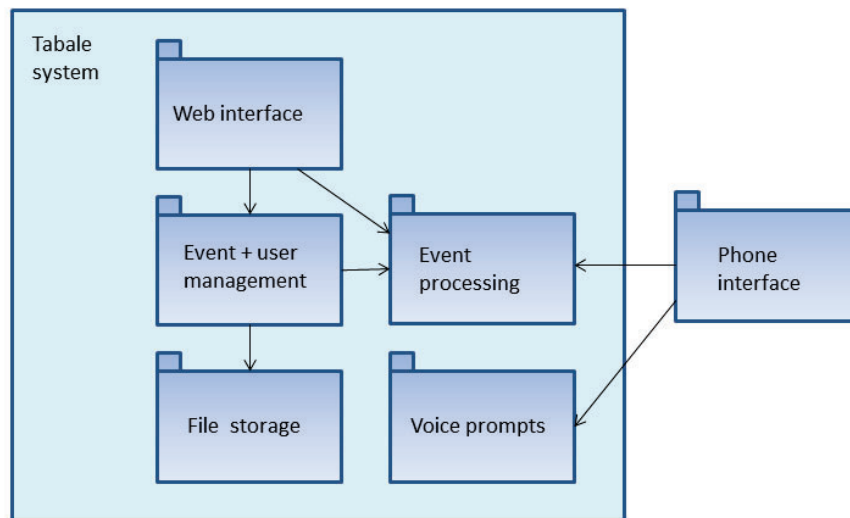 Tabale
system
Web interface
Event + user
management
Event
processing
Phone
interface
File storage
Voice prompts